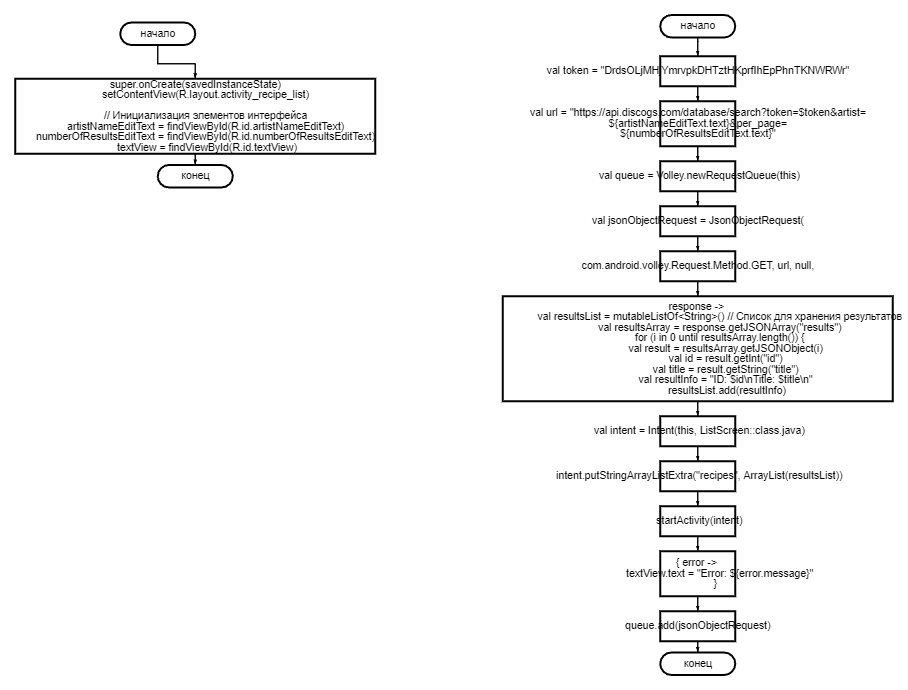 начало
super.onCreate(savedInstanceState)
setContentView(R.layout.activity_recipe_list)
// Инициализация элементов интерфейса
artistNameEditText = findViewById(R.id.artistNameEditText)
numberOfResultsEditText = findViewById(R.id.numberOfResultsEditText)
textView = findViewById(R.id.textView)
конец
начало
val token =
val url = "https://api.discogs.com/database/search?token=$token&artist=
${artistNameEditText.text}&per_page=
${numberOfResultsEditText.text}"
val queue = Volley.newRequestQueue(this)
val jsonObjectRequest = JsonObjectRequest(
com.android.volley.Request.Method.GET, url, null,
response ->
val resultsList = mutableListOf<String>() // Список для хранения результатов
val resultsArray = response.getJSONArray("results")
for (i in 0 until resultsArray.length()) {
val result = resultsArray.getJSONObject(i)
val id = result.getInt("id")
val title = result.getString("title")
val resultInfo = "ID: $id\nTitle: $title\n"
resultsList.add(resultInfo)
val intent = Intent(this, ListScreen::class.java)
intent.putStringArrayListExtra("recipes", ArrayList(resultsList))
startActivity(intent)
{ error ->
textView.text = "Error: ${error.message}"
}
queue.add(jsonObjectRequest)
конец